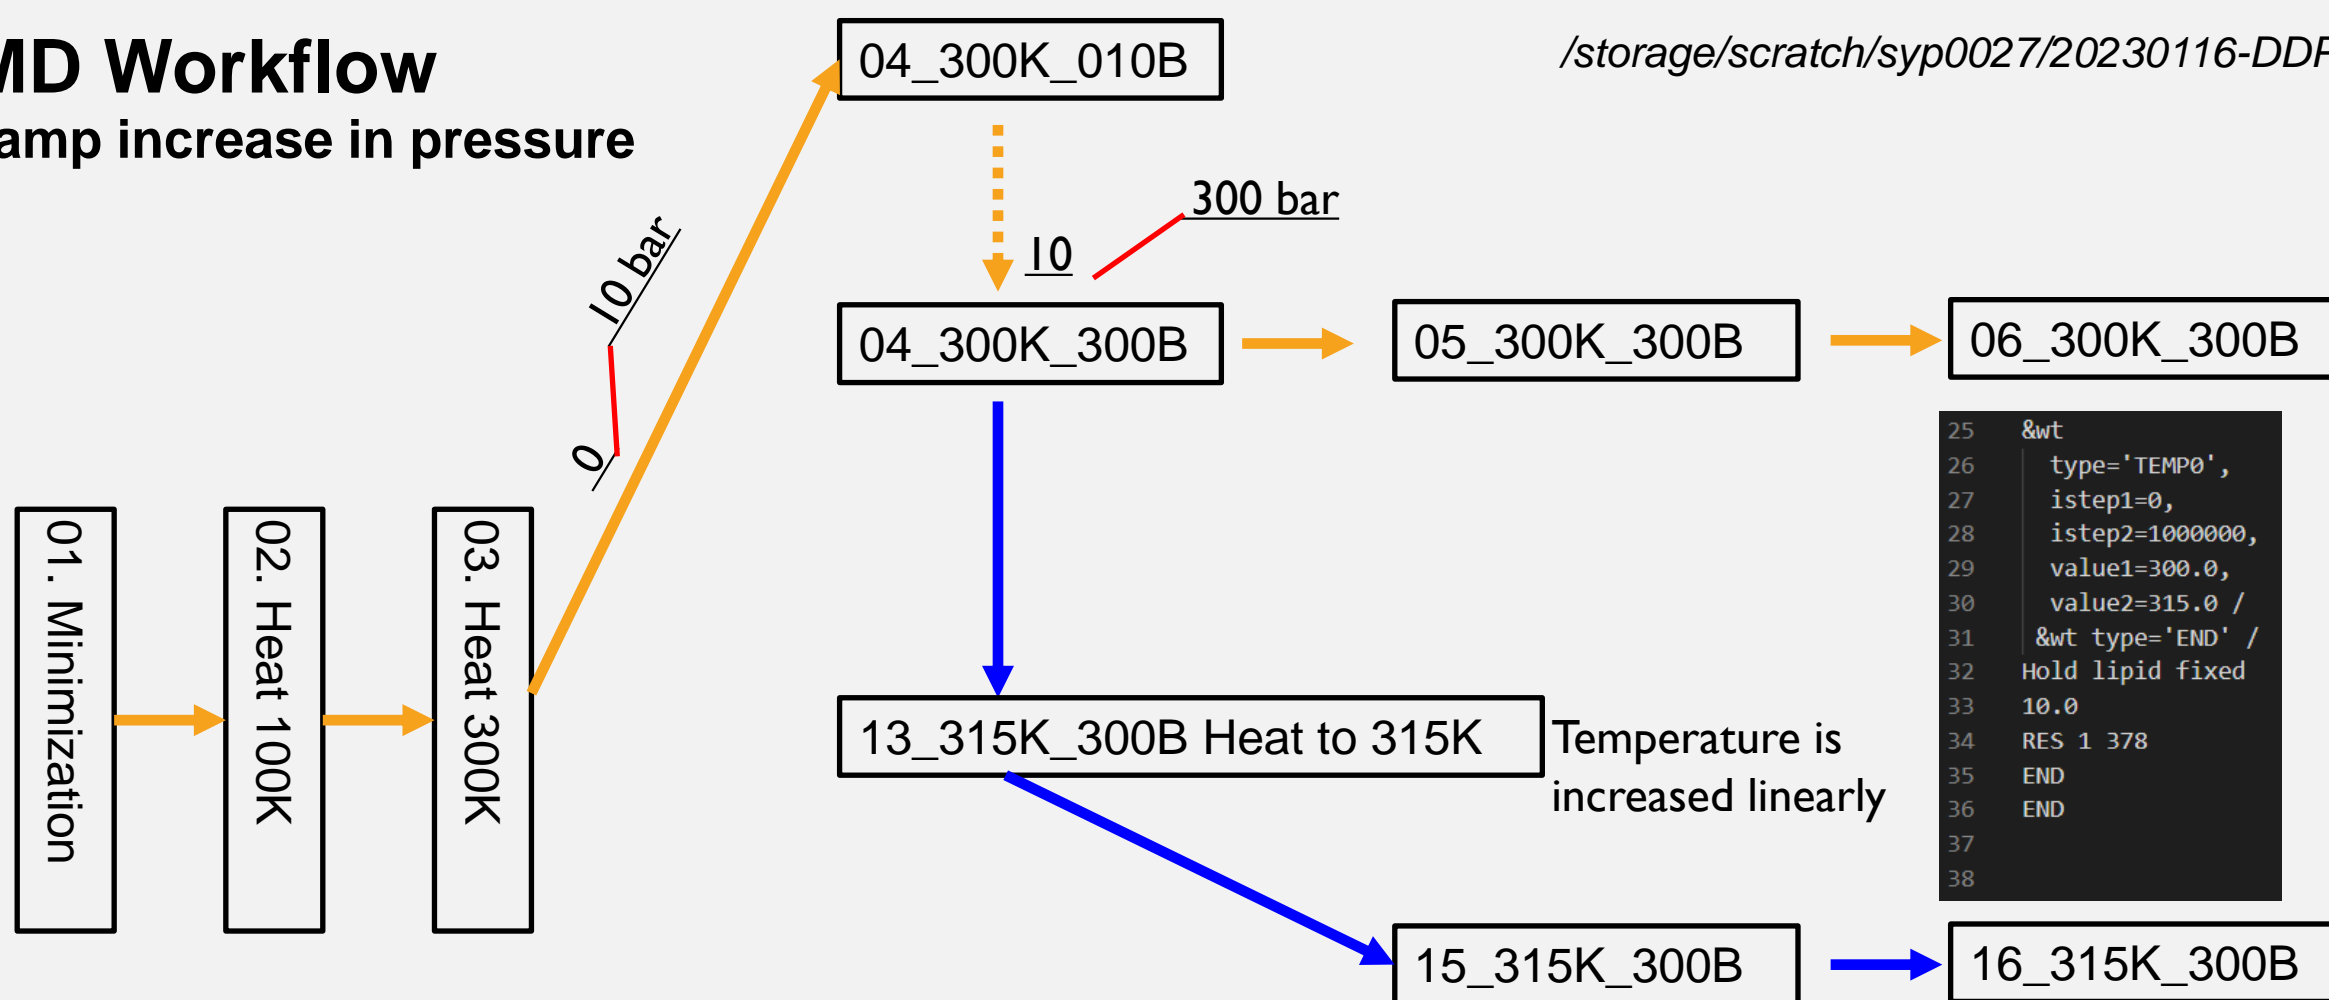 MD Workflow
amp increase in pressure
/storage/scratch/syp0027/20230116-DDP
04_300K_010B
10 bar
0
300 bar
10
04_300K_300B
05_300K_300B
06_300K_300B
01. Minimization
02. Heat 100K
03. Heat 300K
13_315K_300B Heat to 315K
Temperature is
increased linearly
25 &wt
26 type='TEMP0',
27 istep1=0,
28 istep2=1000000,
29 value1=300.0,
30 value2=315.0 /
31 &wt type='END' /
32 Hold lipid fixed
33 10.0
34 RES 1 378
35 END
36 END
37
38
15_315K_300B
16_315K_300B